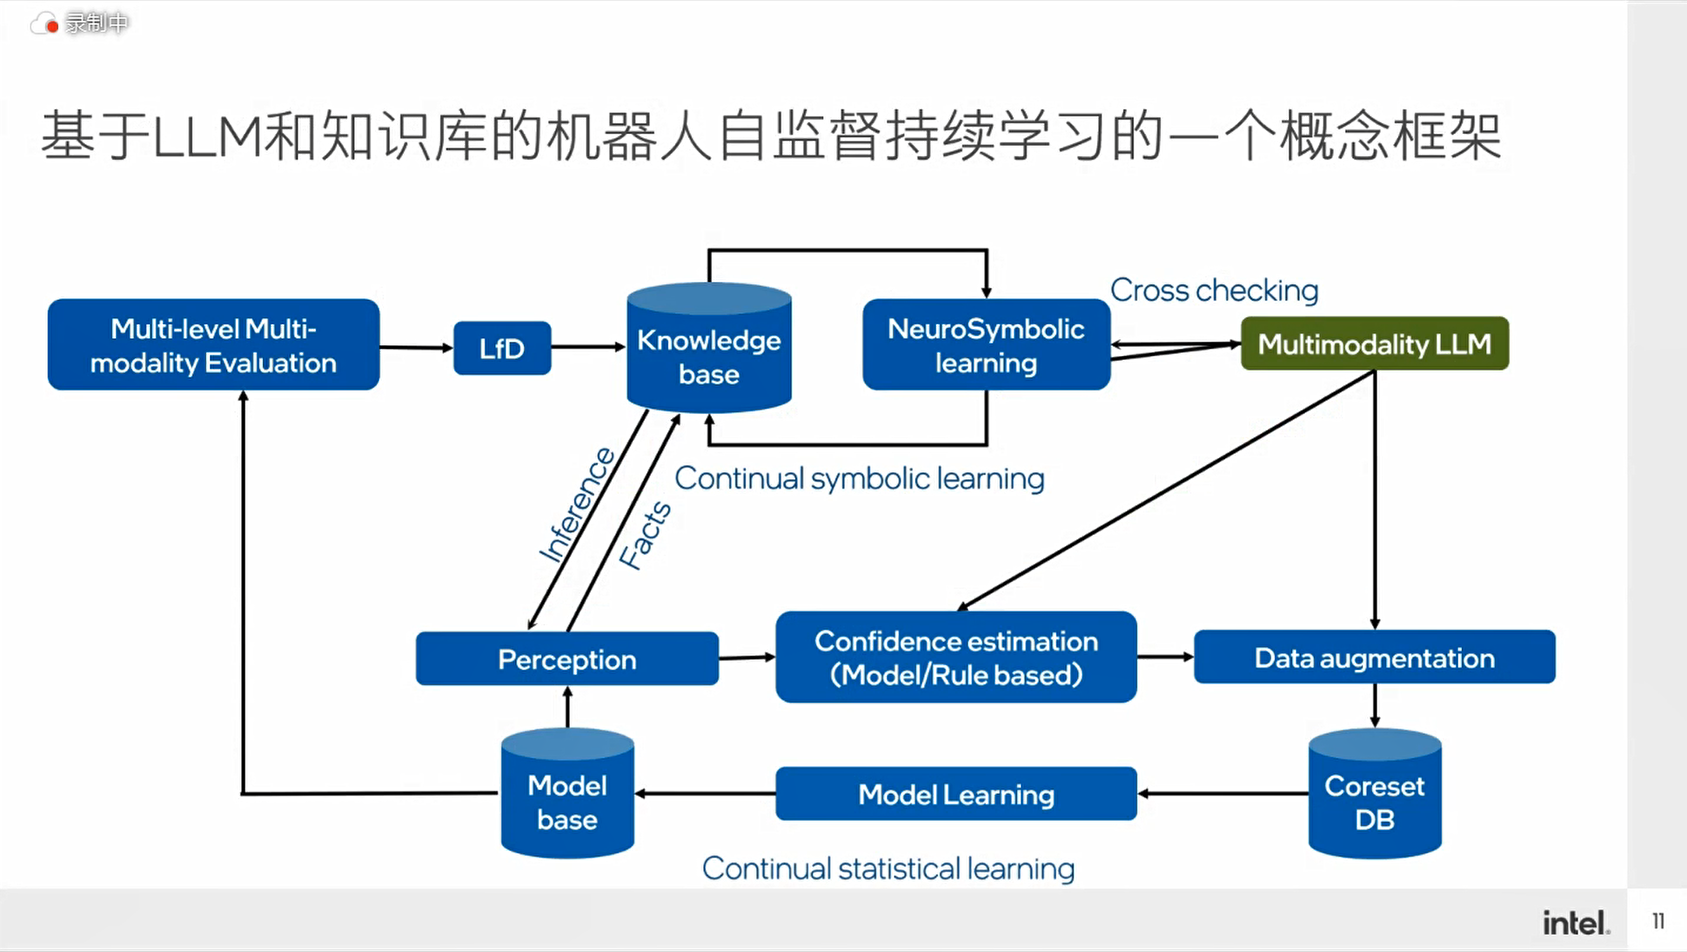 录制中
基于LLM和知识库的机器人自监督持续学习的一个概念框架
Cross checking
Multi-level Multi-
modality Evaluation
LfD
Knowledge
base
NeuroSymbolic
learning
Multimodality LLM
Continual symbolic learning
Inference
Facts
Perception
Confidence estimation
(Model/Rule based)
Data augmentation
Model
base
Model Learning
Coreset
DB
Continual statistical learning
intel.
11